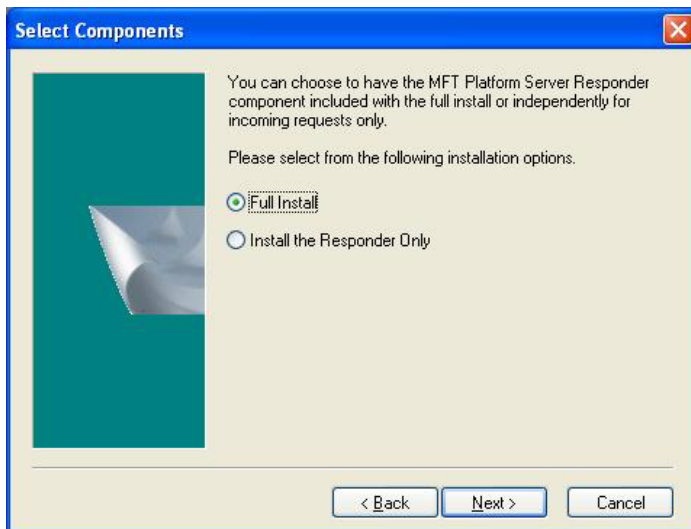 Select Components
You can choose to have the MFT Platform Server Responder
component included with the full install or independently for
incoming requests only.
Please select from the following installation options.
Full Install
Install the Responder Only
< Back
Next >
Cancel